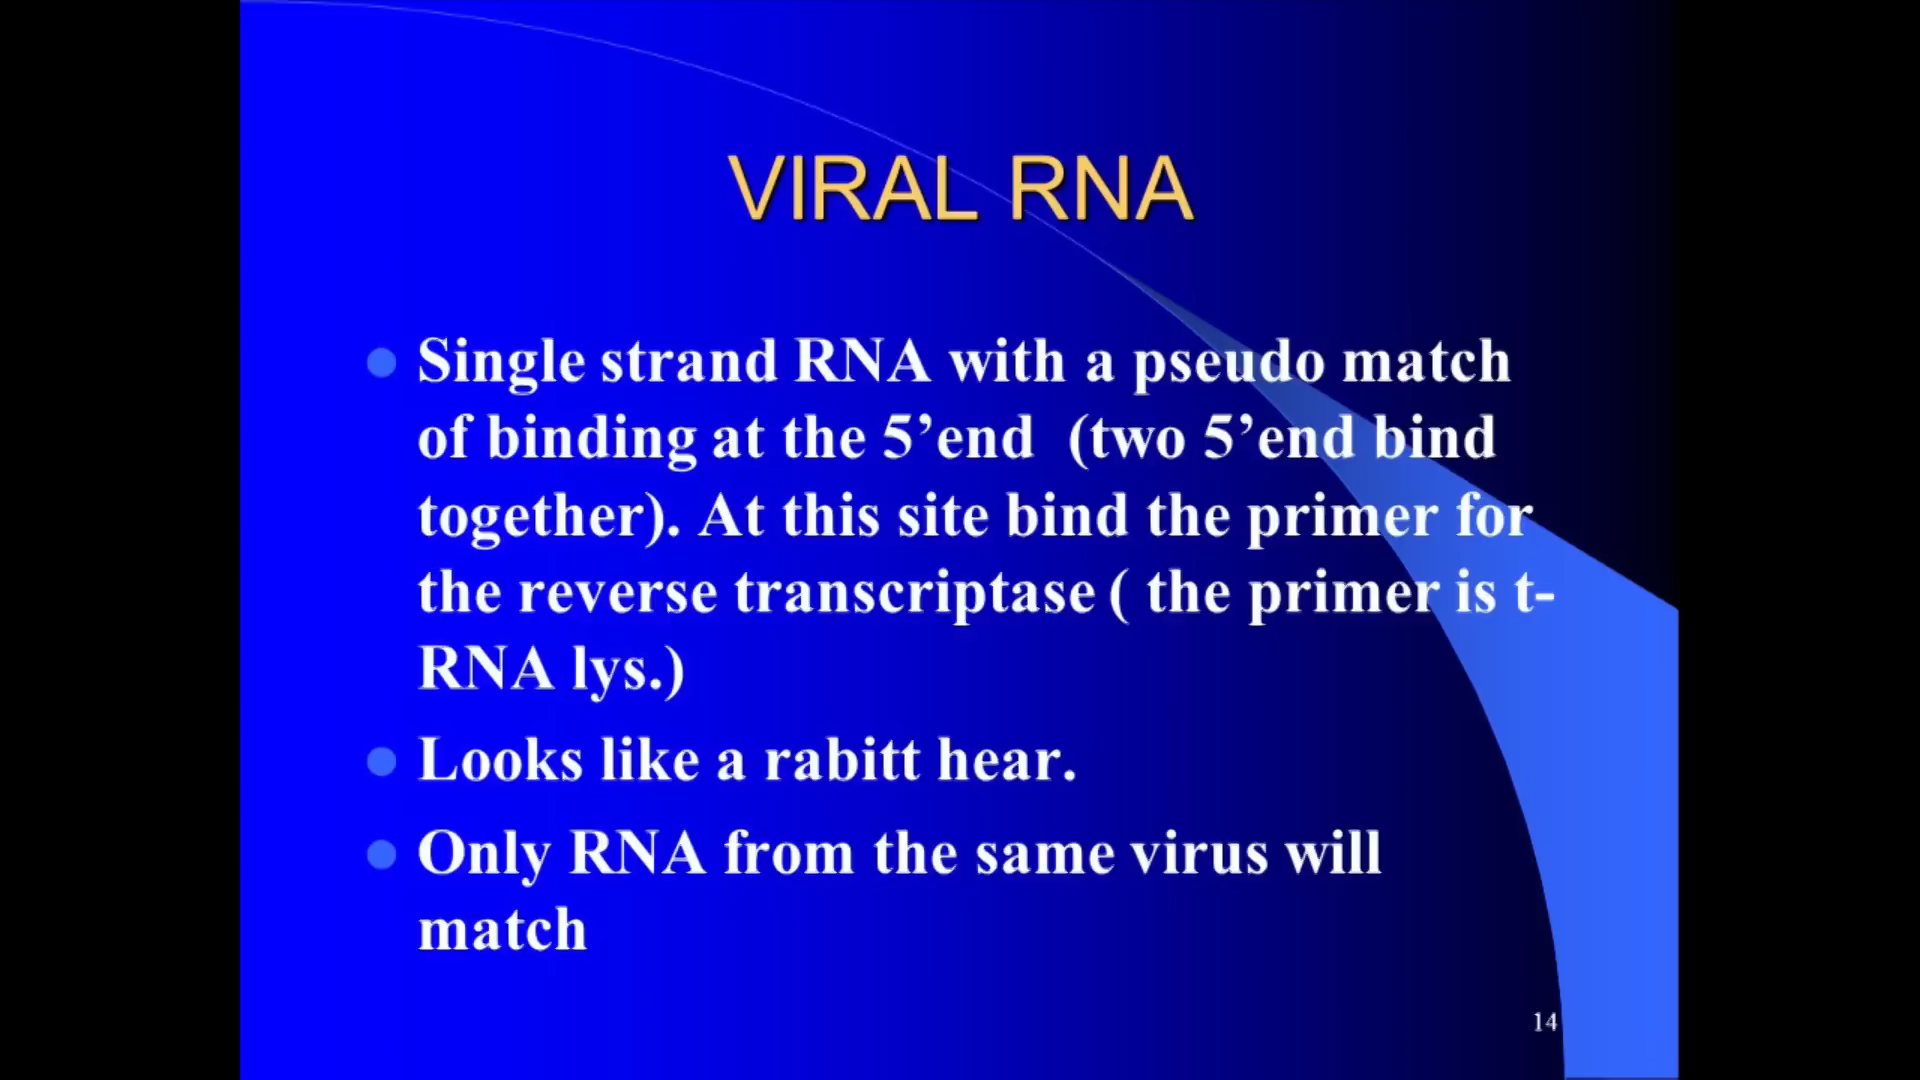 VIRAL RNA
Single strand RNA with a pseudo match
of binding at the 5’end  (two 5’end bind
together). At this site bind the primer for
the reverse transcriptase ( the primer is t-
RNA lys.)
Looks like a rabitt hear.
Only RNA from the same virus will
match
14